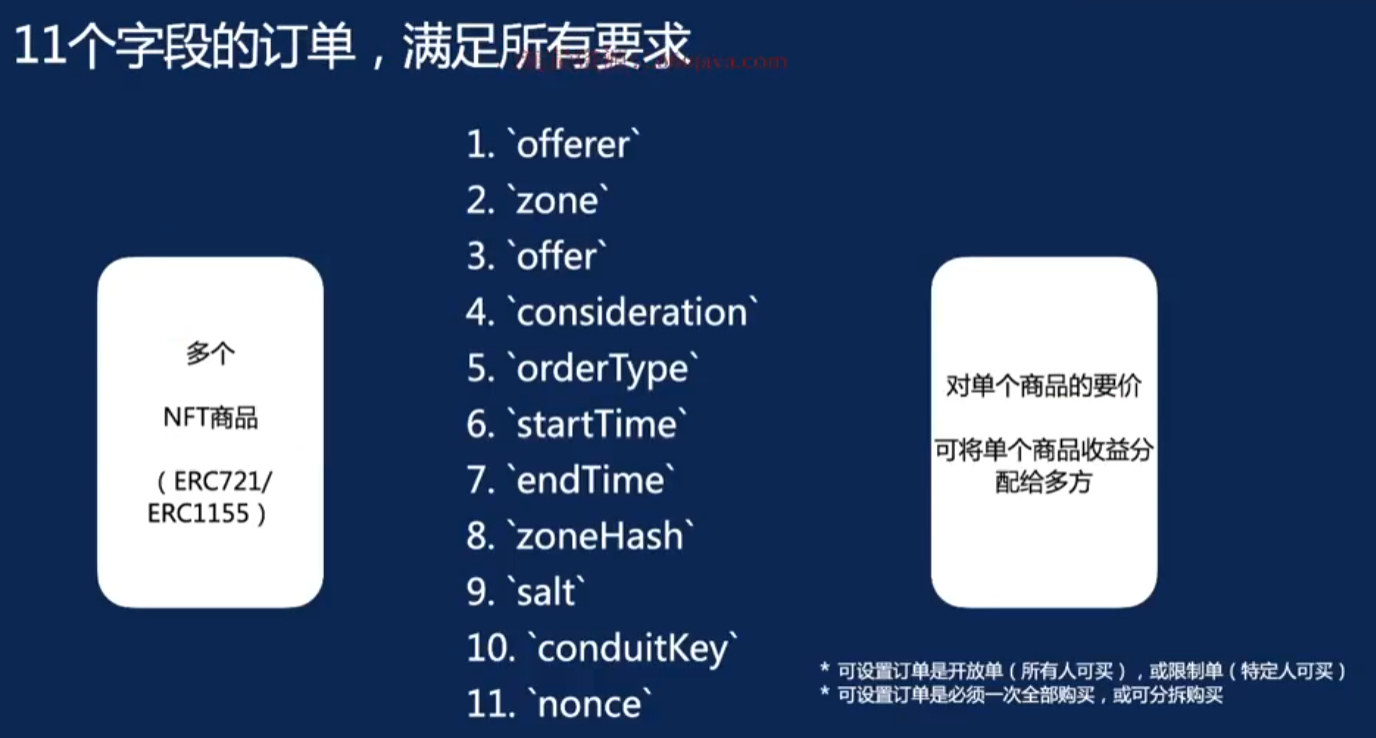 11个字段的订单，满足所有要求
1. `offerer`
2. `zone`
3. `offer`
4. `consideration`
5. `orderType`
6. `startTime`
7. `endTime`
8. `zoneHash`
9. `salt`
10. `conduitKey`
11. `nonce`
多个
NFT商品
（ERC721/
ERC1155）
对单个商品的要价
可将单个商品收益分
配给多方
* 可设置订单是开放单（所有人可买），或限制单（特定人可买）
* 可设置订单是必须一次全部购买，或可分拆购买